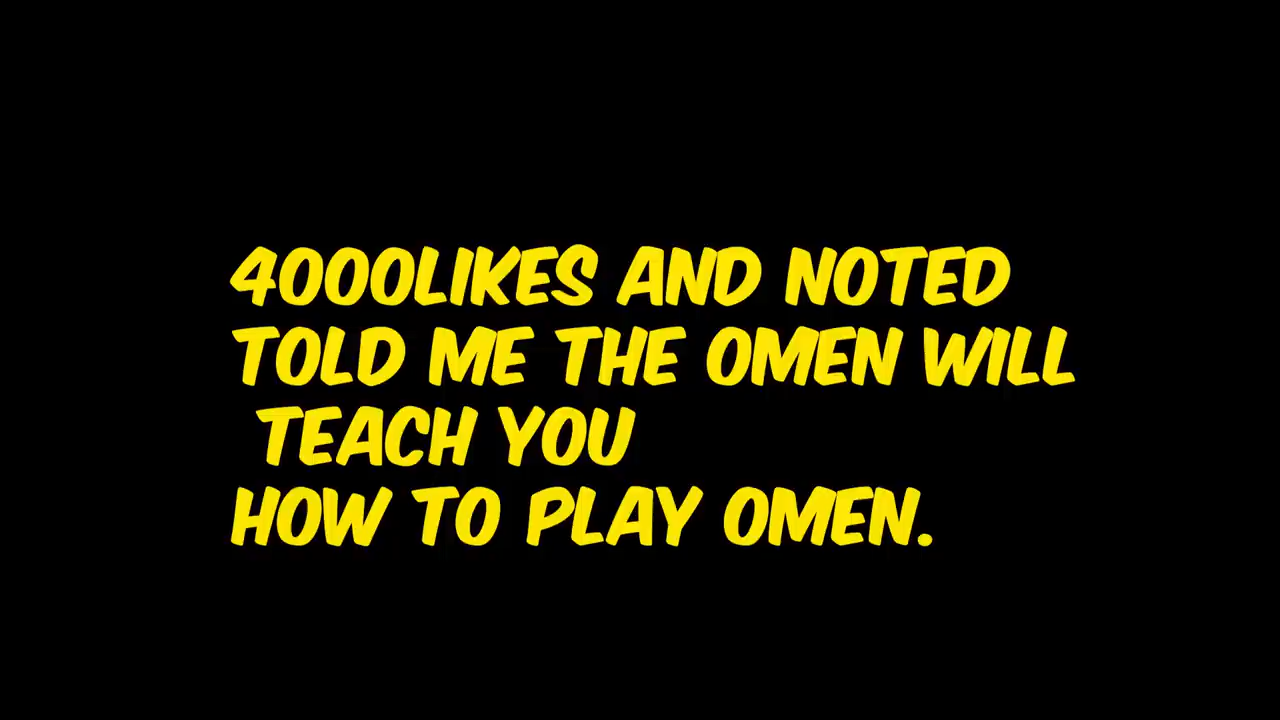 4000LIKES AND NOTED
TOLD ME THE OMEN WILL
TEACH YOU
HOW TO PLAY OMEN.